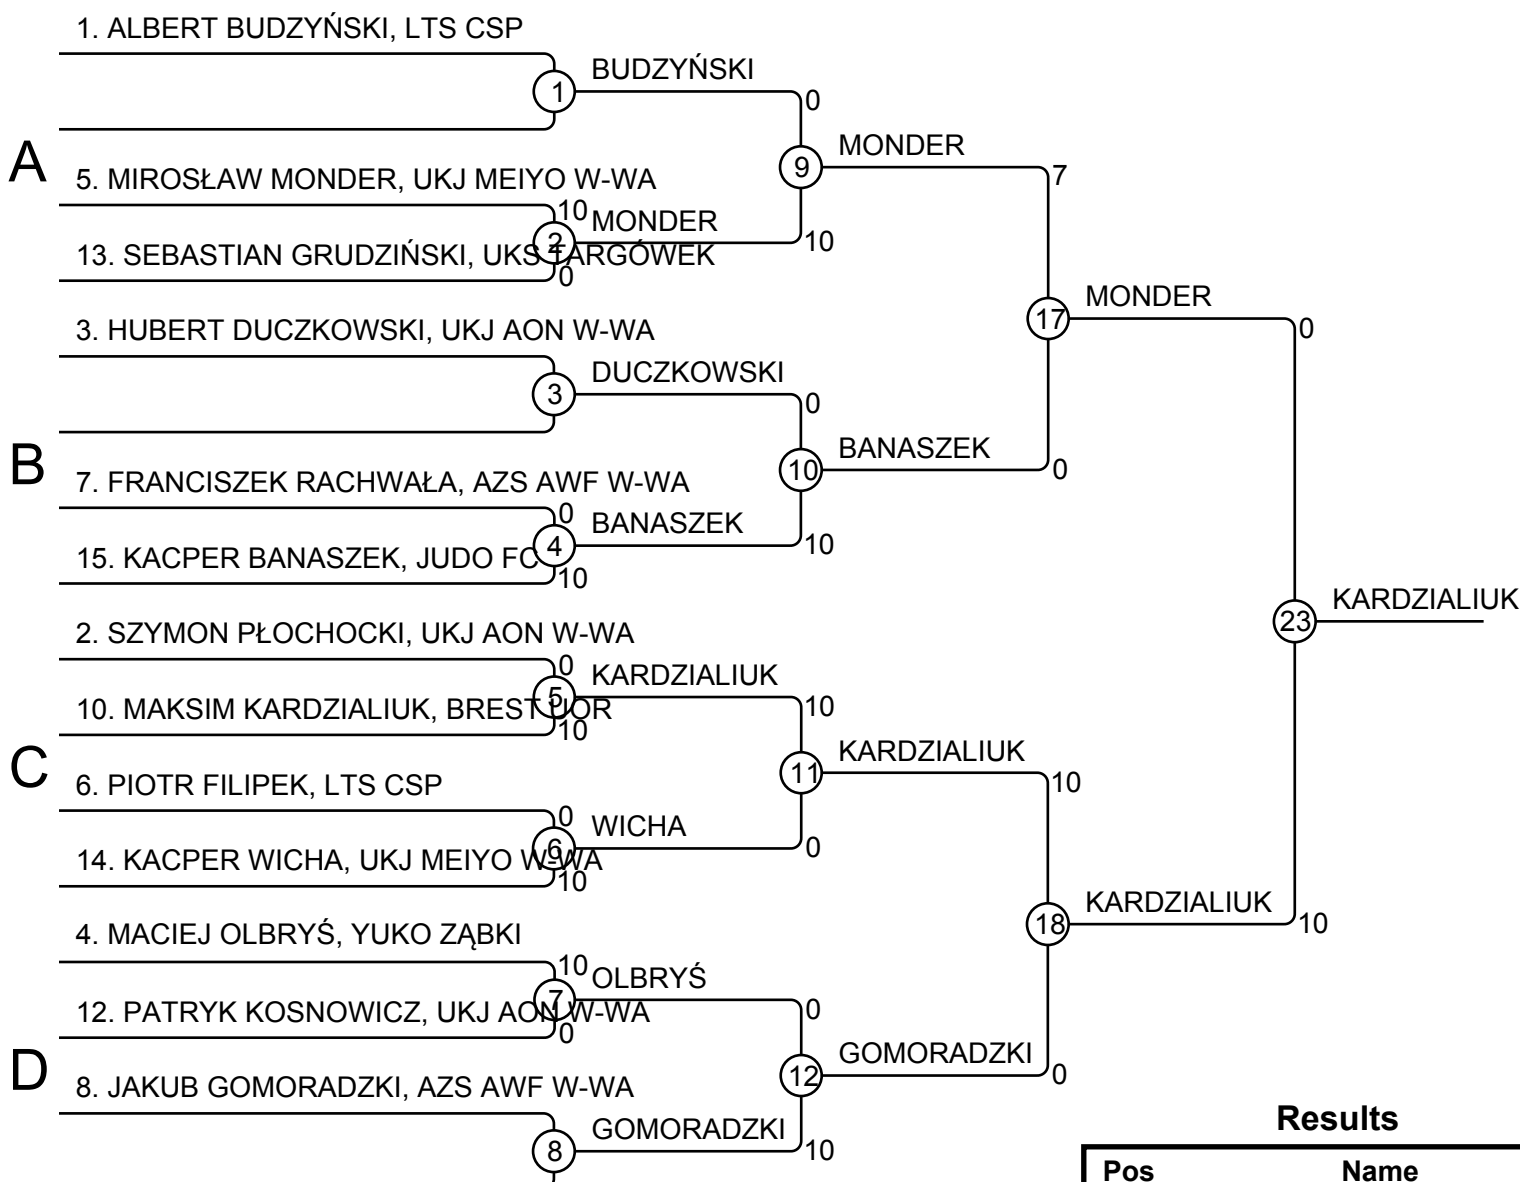 1. ALBERT BUDZYŃSKI, LTS CSP
1
BUDZYŃSKI
0
A
5. MIROSŁAW MONDER, UKJ MEIYO W-WA
10
2
MONDER
10
13. SEBASTIAN GRUDZIŃSKI, UKS TARGÓWEK
0
9
MONDER
7
3. HUBERT DUCZKOWSKI, UKJ AON W-WA
3
DUCZKOWSKI
0
B
7. FRANCISZEK RACHWAŁA, AZS AWF W-WA
0
4
BANASZEK
10
15. KACPER BANASZEK, JUDO FC
10
10
BANASZEK
0
17
MONDER
0
2. SZYMON PŁOCHOCKI, UKJ AON W-WA
0
5
KARDZIALIUK
10
10. MAKSIM KARDZIALIUK, BREST UOR
10
C
6. PIOTR FILIPEK, LTS CSP
0
6
WICHA
0
14. KACPER WICHA, UKJ MEIYO W-WA
10
11
KARDZIALIUK
10
4. MACIEJ OLBRYŚ, YUKO ZĄBKI
10
7
OLBRYŚ
0
12. PATRYK KOSNOWICZ, UKJ AON W-WA
0
D
8. JAKUB GOMORADZKI, AZS AWF W-WA
8
GOMORADZKI
10
12
GOMORADZKI
0
18
KARDZIALIUK
10
23
KARDZIALIUK
Results
Pos Name